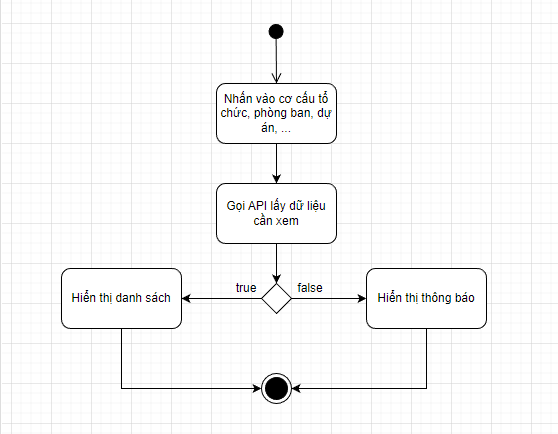 Nhấn vào cơ cấu tổ
chức, phòng ban, dự
án, ...
Gọi API lấy dữ liệu
cần xem
true
false
Hiển thị danh sách
Hiển thị thông báo